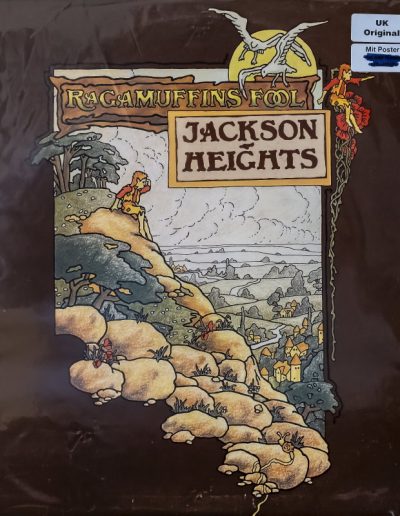 UK
Original
Mit Poster
RAGAMUFFINS FOOL
JACKSON
HEIGHTS